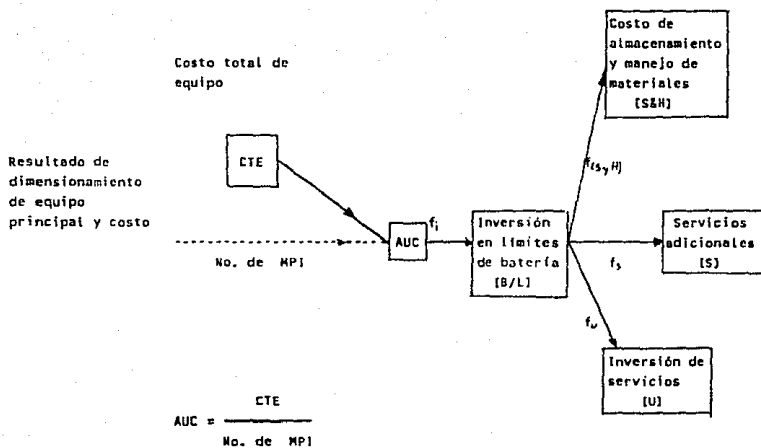 Costo total de
equipo
Resultado de
dimensionamiento
de equipo
principal y costo
CTE
No. de MPI
AUC
fi
Inversión
en límites
de batería
[B/L]
f(S y H)
Costo de
almacenamiento
y manejo de
materiales
[S&H]
fs
Servicios
adicionales
[S]
fu
Inversión de
servicios
[U]
AUC = CTE
No. de MPI